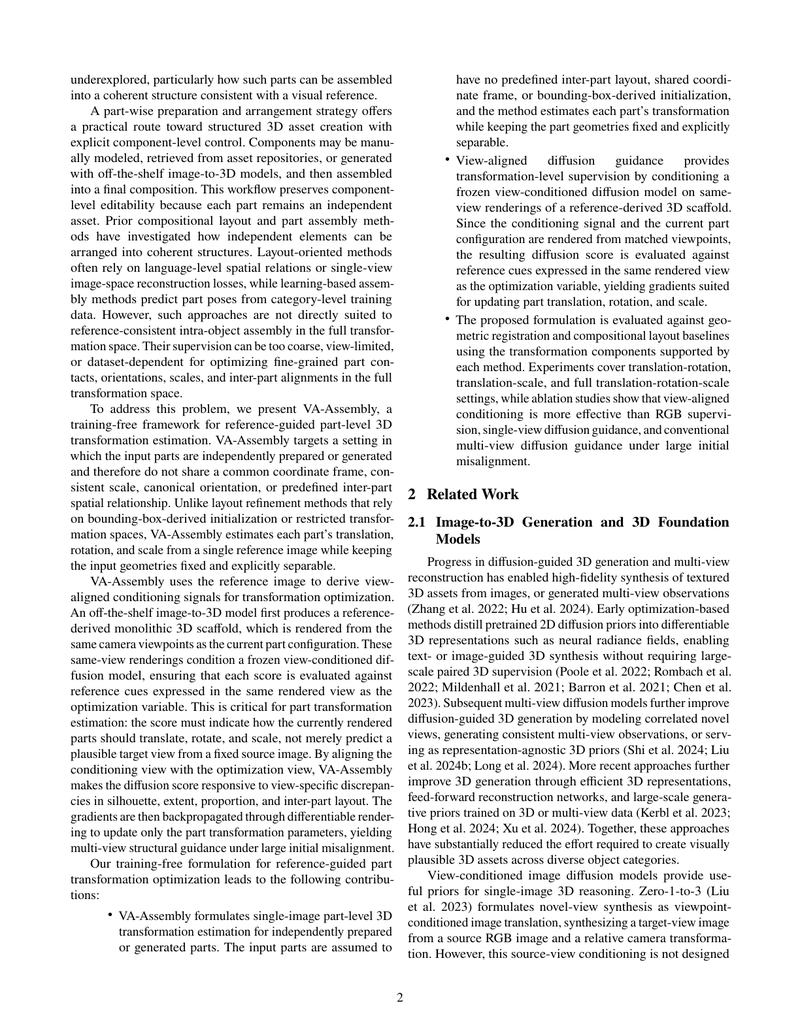 underexplored, particularly how such parts can be assembled
into a coherent structure consistent with a visual reference.
A part-wise preparation and arrangement strategy offers
a practical route toward structured 3D asset creation with
explicit component-level control. Components may be manu-
ally modeled, retrieved from asset repositories, or generated
with off-the-shelf image-to-3D models, and then assembled
into a final composition. This workflow preserves component-
level editability because each part remains an independent
asset. Prior compositional layout and part assembly meth-
ods have investigated how independent elements can be
arranged into coherent structures. Layout-oriented methods
often rely on language-level spatial relations or single-view
image-space reconstruction losses, while learning-based assem-
bly methods predict part poses from category-level training
data. However, such approaches are not directly suited to
reference-consistent intra-object assembly in the full transfor-
mation space. Their supervision can be too coarse, view-limited,
or dataset-dependent for optimizing fine-grained part con-
tacts, orientations, scales, and inter-part alignments in the full
transformation space.
To address this problem, we present VA-Assembly, a
training-free framework for reference-guided part-level 3D
transformation estimation. VA-Assembly targets a setting in
which the input parts are independently prepared or generated
and therefore do not share a common coordinate frame, con-
sistent scale, canonical orientation, or predefined inter-part
spatial relationship. Unlike layout refinement methods that rely
on bounding-box-derived initialization or restricted transfor-
mation spaces, VA-Assembly estimates each part's translation,
rotation, and scale from a single reference image while keeping
the input geometries fixed and explicitly separable.
VA-Assembly uses the reference image to derive view-
aligned conditioning signals for transformation optimization.
An off-the-shelf image-to-3D model first produces a reference-
derived monolithic 3D scaffold, which is rendered from the
same camera viewpoints as the current part configuration. These
same-view renderings condition a frozen view-conditioned dif-
fusion model, ensuring that each score is evaluated against
reference cues expressed in the same rendered view as the
optimization variable. This is critical for part transformation
estimation: the score must indicate how the currently rendered
parts should translate, rotate, and scale, not merely predict a
plausible target view from a fixed source image. By aligning the
conditioning view with the optimization view, VA-Assembly
makes the diffusion score responsive to view-specific discrepan-
cies in silhouette, extent, proportion, and inter-part layout. The
gradients are then backpropagated through differentiable render-
ing to update only the part transformation parameters, yielding
multi-view structural guidance under large initial misalignment.
Our training-free formulation for reference-guided part
transformation optimization leads to the following contribu-
tions:
• VA-Assembly formulates single-image part-level 3D
transformation estimation for independently prepared
or generated parts. The input parts are assumed to
have no predefined inter-part layout, shared coordi-
nate frame, or bounding-box-derived initialization,
and the method estimates each part's transformation
while keeping the part geometries fixed and explicitly
separable.
• View-aligned diffusion guidance provides
transformation-level supervision by conditioning a
frozen view-conditioned diffusion model on same-
view renderings of a reference-derived 3D scaffold.
Since the conditioning signal and the current part
configuration are rendered from matched viewpoints,
the resulting diffusion score is evaluated against
reference cues expressed in the same rendered view
as the optimization variable, yielding gradients suited
for updating part translation, rotation, and scale.
• The proposed formulation is evaluated against geo-
metric registration and compositional layout baselines
using the transformation components supported by
each method. Experiments cover translation-rotation,
translation-scale, and full translation-rotation-scale
settings, while ablation studies show that view-aligned
conditioning is more effective than RGB supervi-
sion, single-view diffusion guidance, and conventional
multi-view diffusion guidance under large initial
misalignment.
2 Related Work
2.1 Image-to-3D Generation and 3D Foundation
Models
Progress in diffusion-guided 3D generation and multi-view
reconstruction has enabled high-fidelity synthesis of textured
3D assets from images, or generated multi-view observations
(Zhang et al. 2022; Hu et al. 2024). Early optimization-based
methods distill pretrained 2D diffusion priors into differentiable
3D representations such as neural radiance fields, enabling
text- or image-guided 3D synthesis without requiring large-
scale paired 3D supervision (Poole et al. 2022; Rombach et al.
2022; Mildenhall et al. 2021; Barron et al. 2021; Chen et al.
2023). Subsequent multi-view diffusion models further improve
diffusion-guided 3D generation by modeling correlated novel
views, generating consistent multi-view observations, or serv-
ing as representation-agnostic 3D priors (Shi et al. 2024; Liu
et al. 2024b; Long et al. 2024). More recent approaches further
improve 3D generation through efficient 3D representations,
feed-forward reconstruction networks, and large-scale genera-
tive priors trained on 3D or multi-view data (Kerbl et al. 2023;
Hong et al. 2024; Xu et al. 2024). Together, these approaches
have substantially reduced the effort required to create visually
plausible 3D assets across diverse object categories.
View-conditioned image diffusion models provide use-
ful priors for single-image 3D reasoning. Zero-1-to-3 (Liu
et al. 2023) formulates novel-view synthesis as viewpoint-
conditioned image translation, synthesizing a target-view image
from a source RGB image and a relative camera transforma-
tion. However, this source-view conditioning is not designed
2